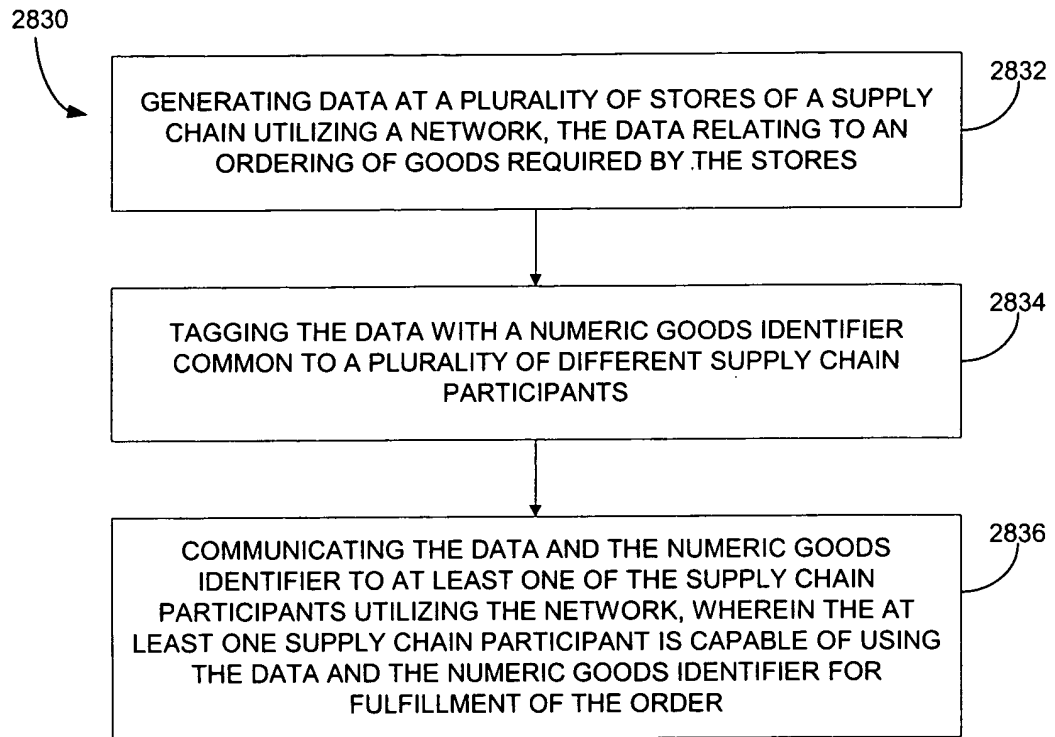 2830
2832
GENERATING DATA AT A PLURALITY OF STORES OF A SUPPLY
CHAIN UTILIZING A NETWORK, THE DATA RELATING TO AN
ORDERING OF GOODS REQUIRED BY THE STORES
2834
TAGGING THE DATA WITH A NUMERIC GOODS IDENTIFIER
COMMON TO A PLURALITY OF DIFFERENT SUPPLY CHAIN
PARTICIPANTS
2836
COMMUNICATING THE DATA AND THE NUMERIC GOODS
IDENTIFIER TO AT LEAST ONE OF THE SUPPLY CHAIN
PARTICIPANTS UTILIZING THE NETWORK, WHEREIN THE AT
LEAST ONE SUPPLY CHAIN PARTICIPANT IS CAPABLE OF USING
THE DATA AND THE NUMERIC GOODS IDENTIFIER FOR
FULFILLMENT OF THE ORDER